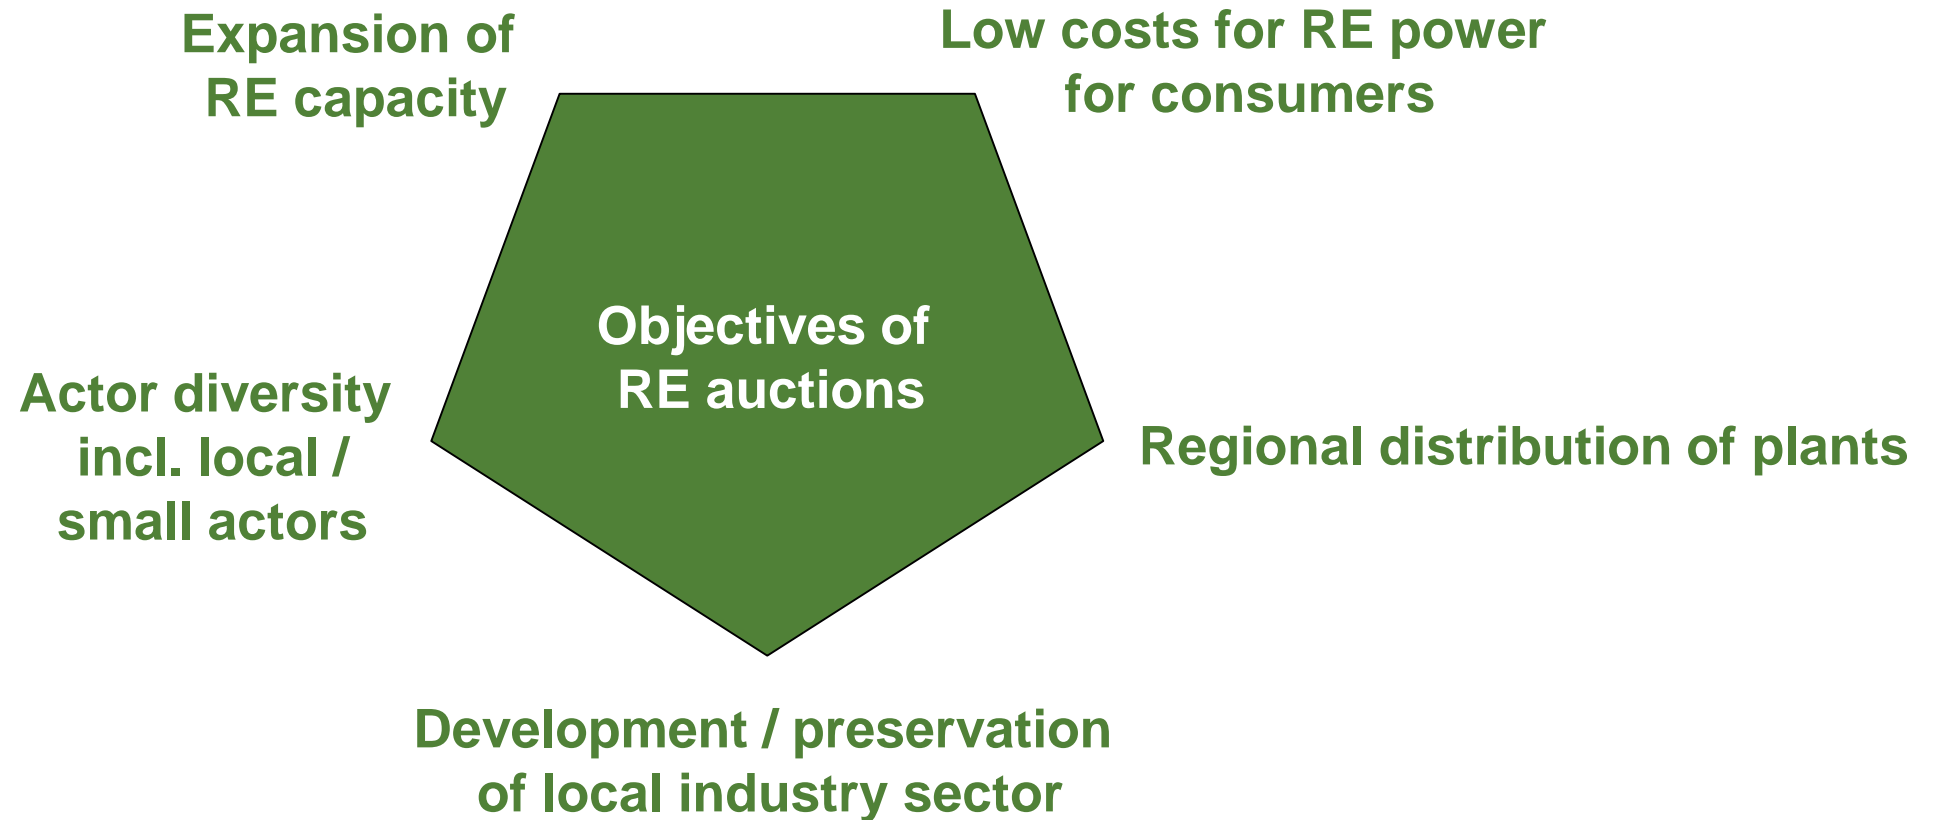 Expansion of
RE capacity
Low costs for RE power
for consumers
Objectives of
RE auctions
Actor diversity
incl. local /
small actors
Regional distribution of plants
Development / preservation
of local industry sector